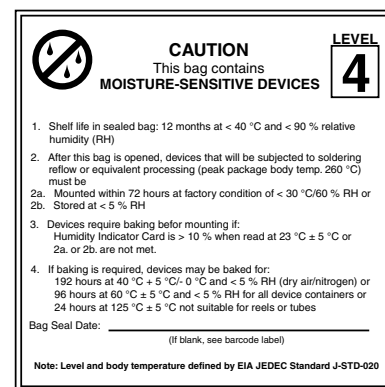 LEVEL
4
CAUTION
This bag contains
MOISTURE-SENSITIVE DEVICES
1. Shelf life in sealed bag: 12 months at < 40 °C and < 90 % relative
humidity (RH)
2. After this bag is opened, devices that will be subjected to soldering
reflow or equivalent processing (peak package body temp. 260 °C)
must be
2a. Mounted within 72 hours at factory condition of < 30 °C/60 % RH or
2b. Stored at < 5 % RH
3. Devices require baking befor mounting if:
Humidity Indicator Card is > 10 % when read at 23 °C ± 5 °C or
2a. or 2b. are not met.
4. If baking is required, devices may be baked for:
192 hours at 40 °C + 5 °C/- 0 °C and < 5 % RH (dry air/nitrogen) or
96 hours at 60 °C ± 5 °C and < 5 % RH for all device containers or
24 hours at 125 °C ± 5 °C not suitable for reels or tubes
Bag Seal Date:
(If blank, see barcode label)
Note: Level and body temperature defined by EIA JEDEC Standard J-STD-020